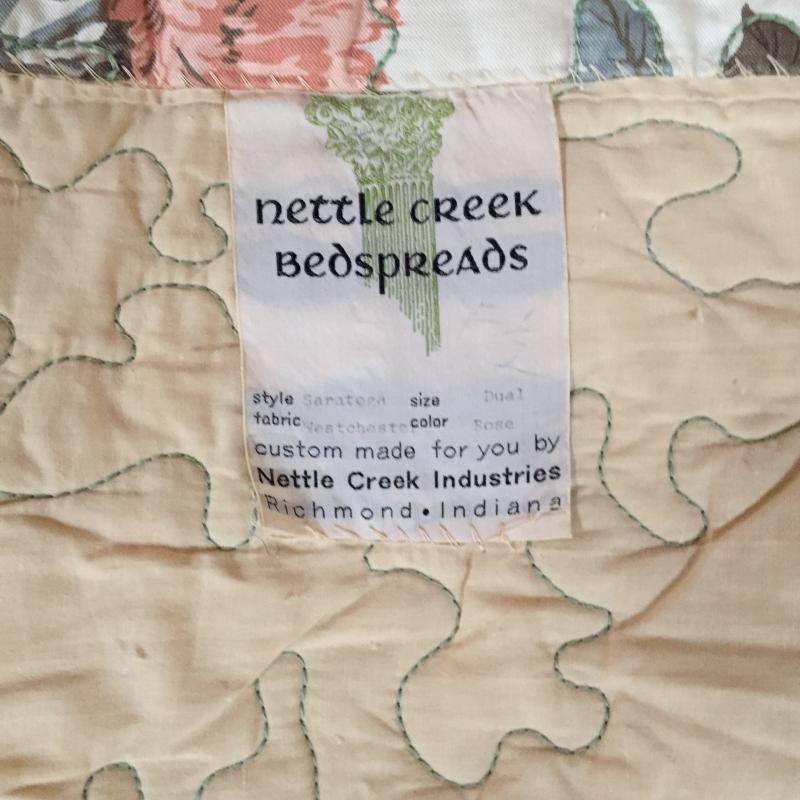 nettle creek
Bedspreads
style Saratoga size Dual
fabric Westchester color Rose
custom made for you by
Nettle Creek Industries
Richmond • Indiana